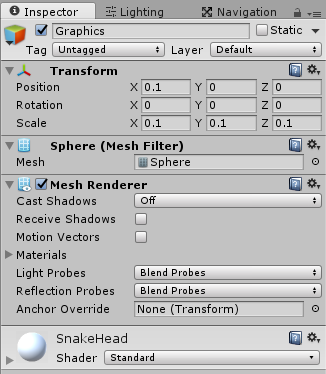 Inspector Lighting Navigation
Graphics Static
Tag Untagged Layer Default
Transform
Position X 0.1 Y 0 Z 0
Rotation X 0 Y 0 Z 0
Scale X 0.1 Y 0.1 Z 0.1
Sphere (Mesh Filter)
Mesh Sphere
Mesh Renderer
Cast Shadows Off
Receive Shadows
Motion Vectors
Materials
Light Probes Blend Probes
Reflection Probes Blend Probes
Anchor Override None (Transform)
SnakeHead
Shader Standard